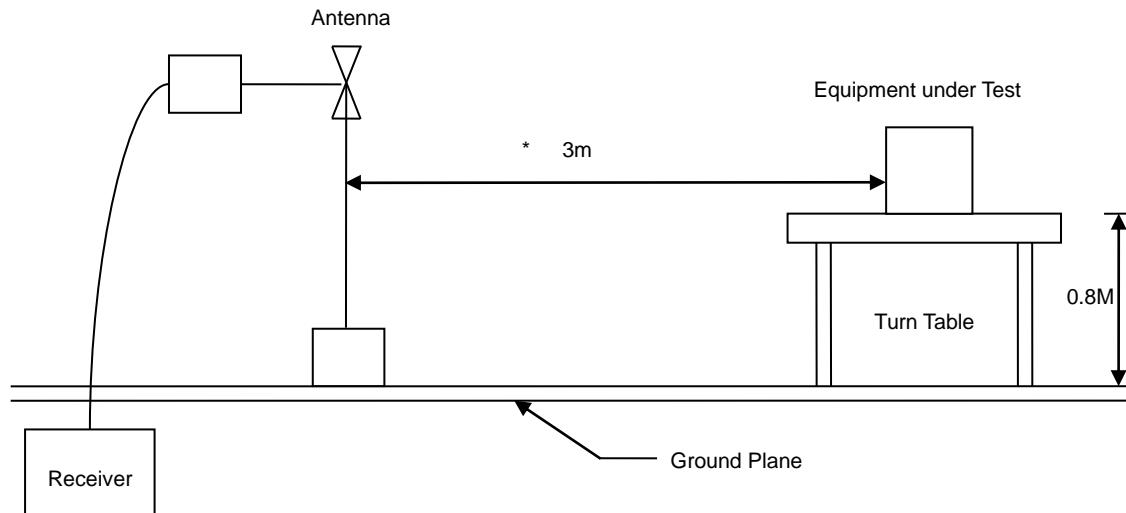 Antenna
Equipment under Test
* 3m
0.8M
Turn Table
Ground Plane
Receiver